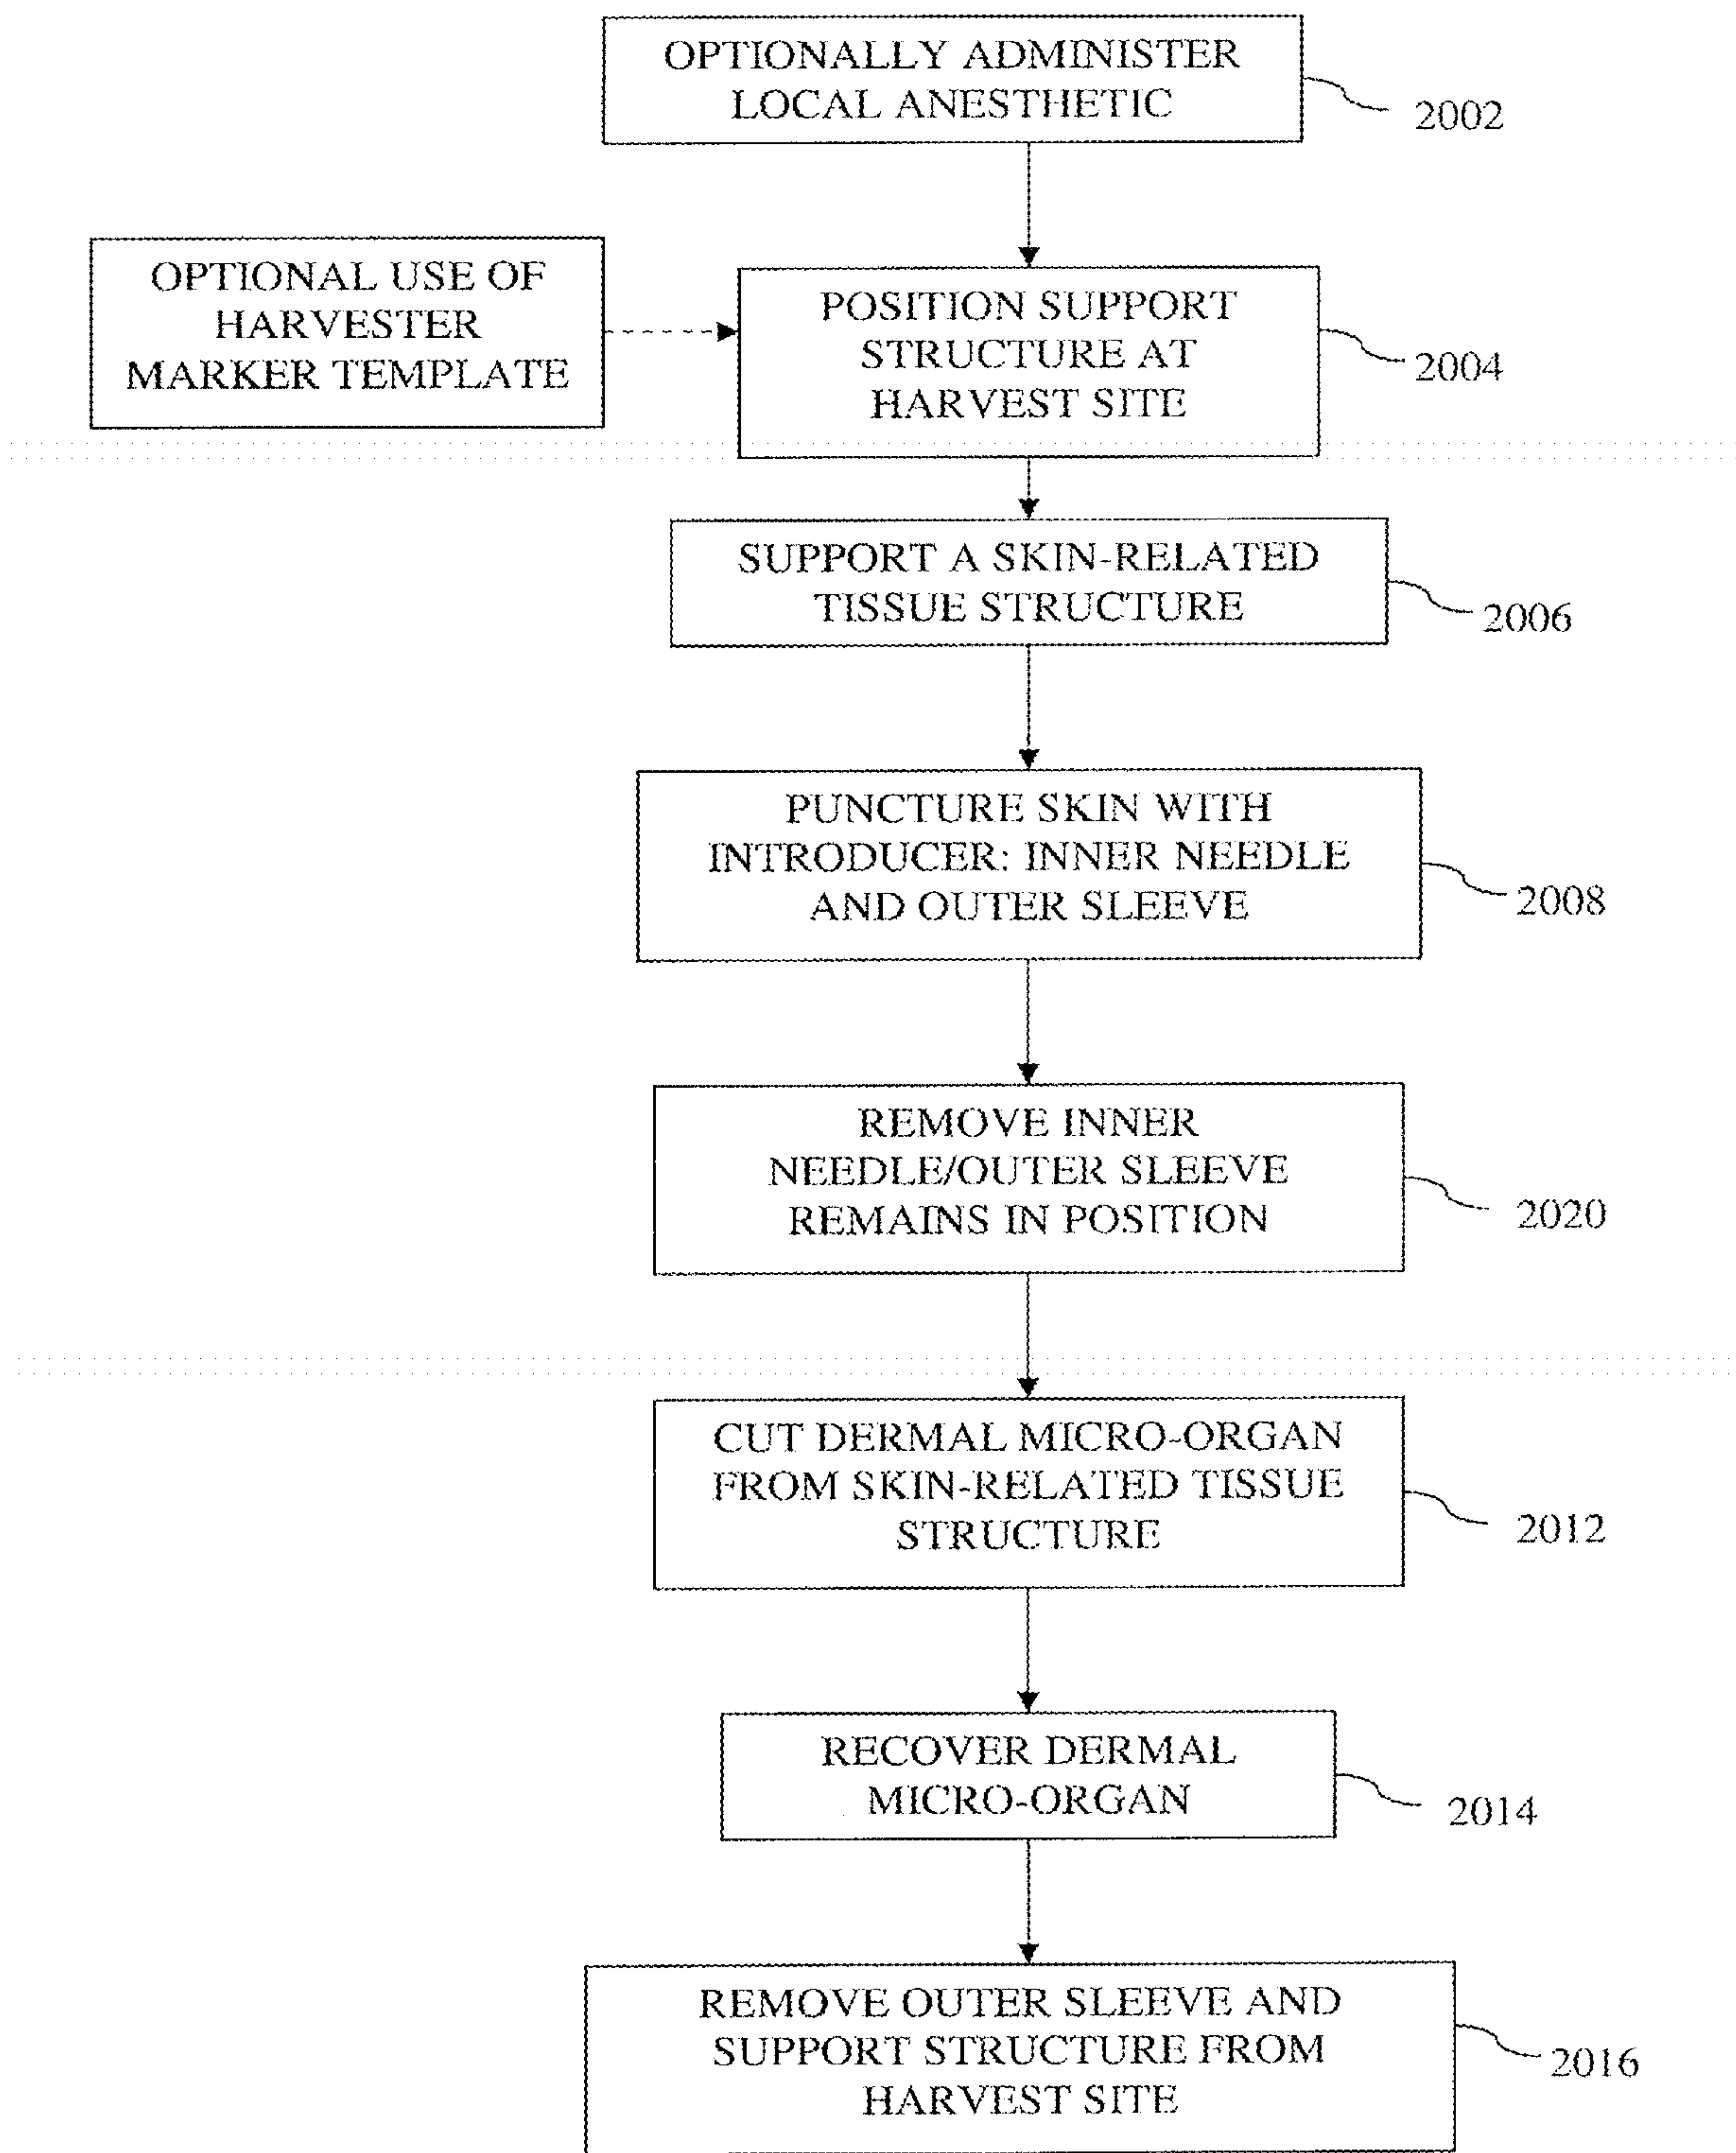 OPTIONALLY ADMINISTER
LOCAL ANESTHETIC
2002
OPTIONAL USE OF
HARVESTER
MARKER TEMPLATE
POSITION SUPPORT
STRUCTURE AT
HARVEST SITE
2004
SUPPORT A SKIN-RELATED
TISSUE STRUCTURE
2006
PUNCTURE SKIN WITH
INTRODUCER: INNER NEEDLE
AND OUTER SLEEVE
2008
REMOVE INNER
NEEDLE/OUTER SLEEVE
REMAINS IN POSITION
2020
CUT DERMAL MICRO-ORGAN
FROM SKIN-RELATED TISSUE
STRUCTURE
2012
RECOVER DERMAL
MICRO-ORGAN
2014
REMOVE OUTER SLEEVE AND
SUPPORT STRUCTURE FROM
HARVEST SITE
2016